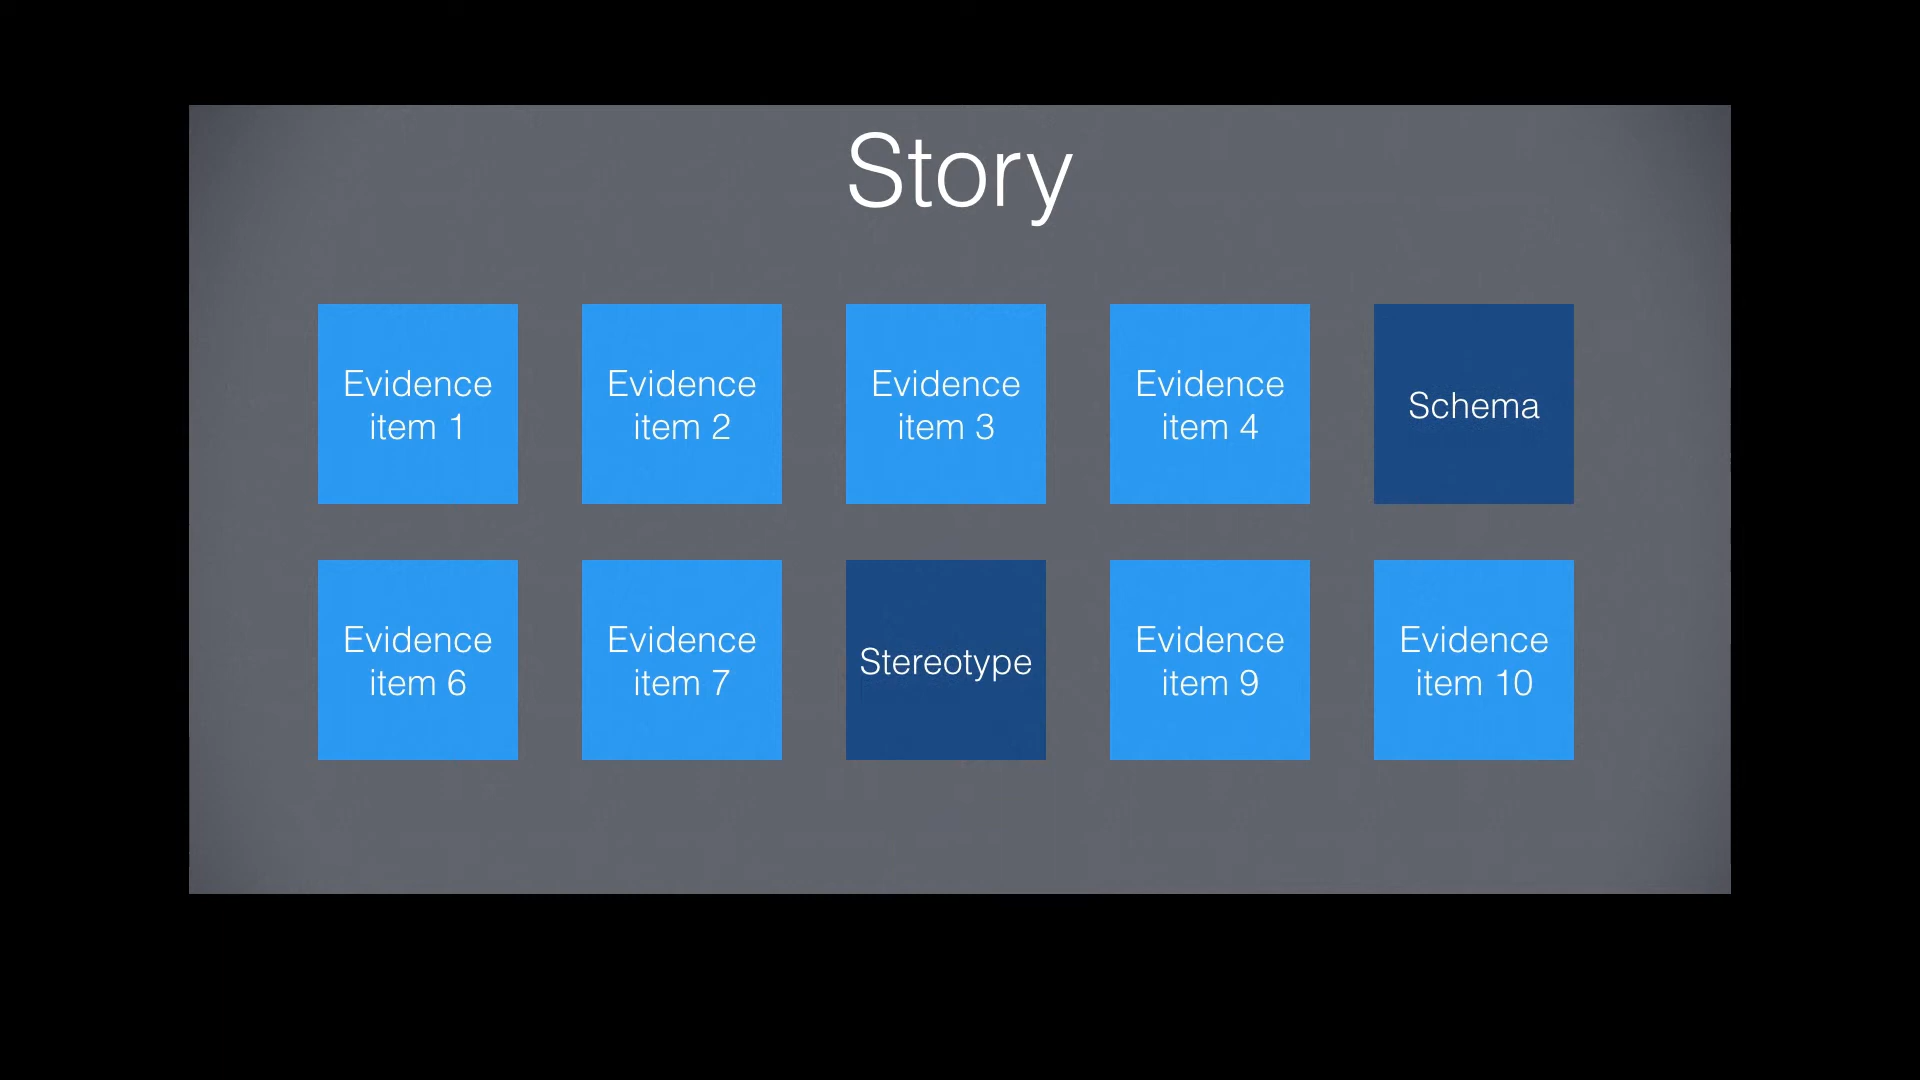 Story
Evidence
item 1
Evidence
item 2
Evidence
item 3
Evidence
item 4
Schema
Evidence
item 6
Evidence
item 7
Stereotype
Evidence
item 9
Evidence
item 10